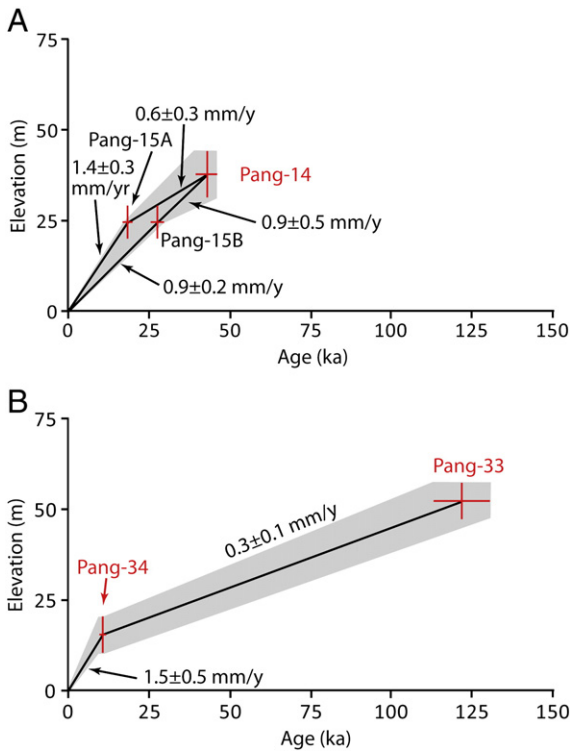 A
75
50
25
0
Elevation (m)
0.6±0.3 mm/y
Pang-15A
1.4±0.3
mm/yr
Pang-14
0.9±0.5 mm/y
Pang-15B
0.9±0.2 mm/y
0 25 50 75 100 125 150
Age (ka)
B
75
50
25
0
Elevation (m)
Pang-33
0.3±0.1 mm/y
Pang-34
1.5±0.5 mm/y
0 25 50 75 100 125 150
Age (ka)